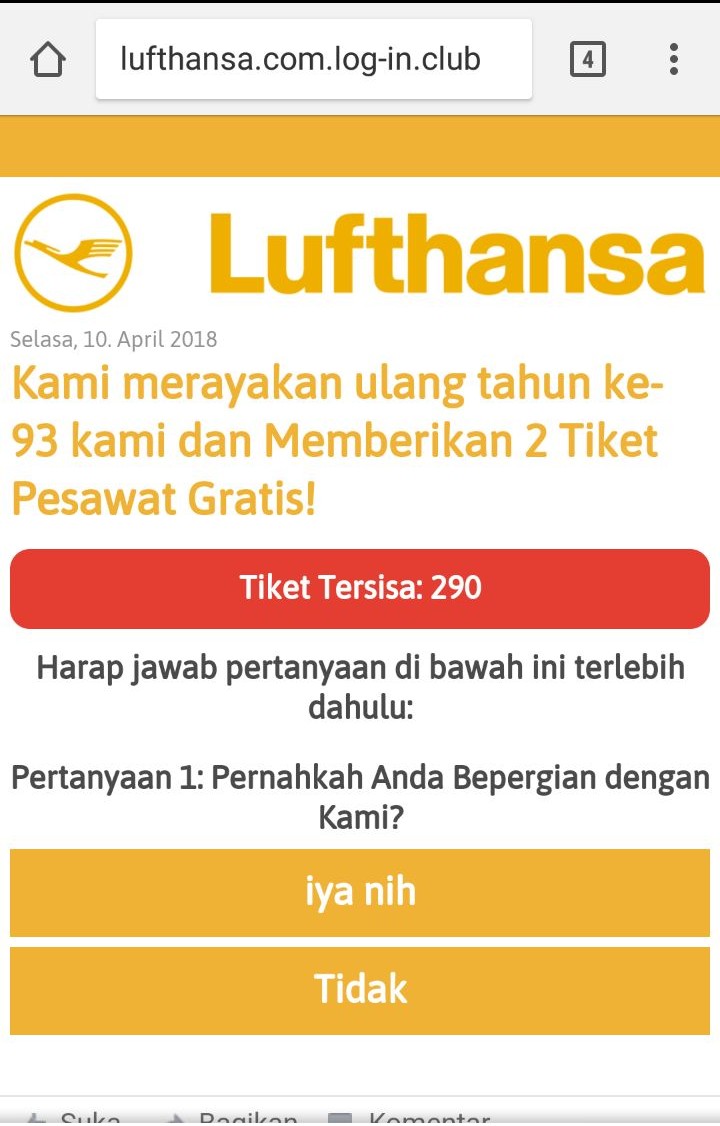 lufthansa.com.log-in.club
4
Lufthansa
Selasa, 10. April 2018
Kami merayakan ulang tahun ke-
93 kami dan Memberikan 2 Tiket
Pesawat Gratis!
Tiket Tersisa: 290
Harap jawab pertanyaan di bawah ini terlebih
dahulu:
Pertanyaan 1: Pernahkah Anda Bepergian dengan
Kami?
iya nih
Tidak
Suka Bagikan Komentar